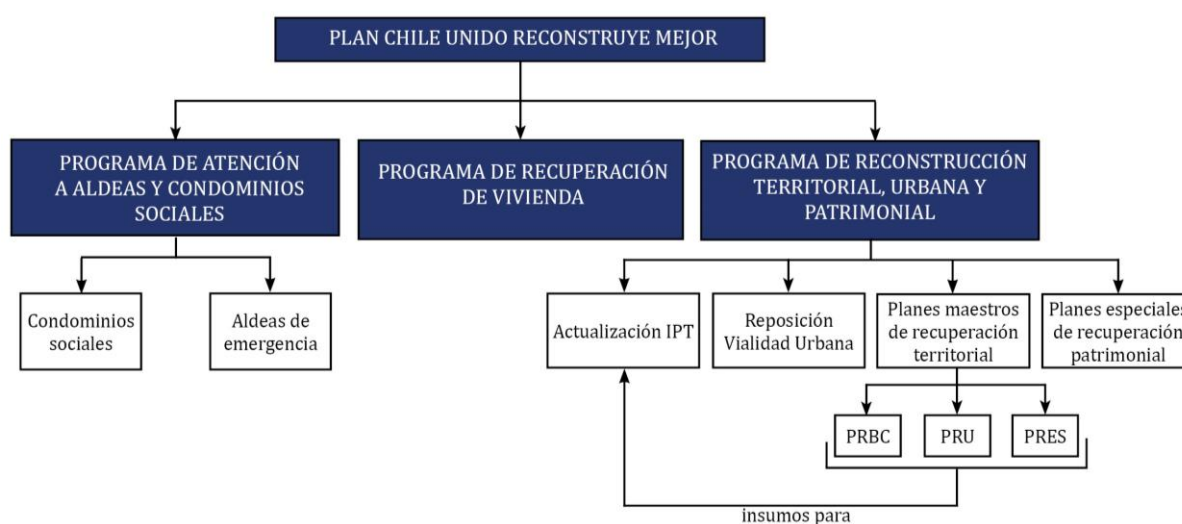 PLAN CHILE UNIDO RECONSTRUYE MEJOR
PROGRAMA DE ATENCIÓN
A ALDEAS Y CONDOMINIOS
SOCIALES
PROGRAMA DE RECUPERACIÓN
DE VIVIENDA
PROGRAMA DE RECONSTRUCCIÓN
TERRITORIAL, URBANA Y
PATRIMONIAL
Condominios
sociales
Aldeas de
emergencia
Actualización IPT
Reposición
Vialidad Urbana
Planes maestros
de recuperación
territorial
Planes especiales
de recuperación
patrimonial
PRBC
PRU
PRES
insumos para